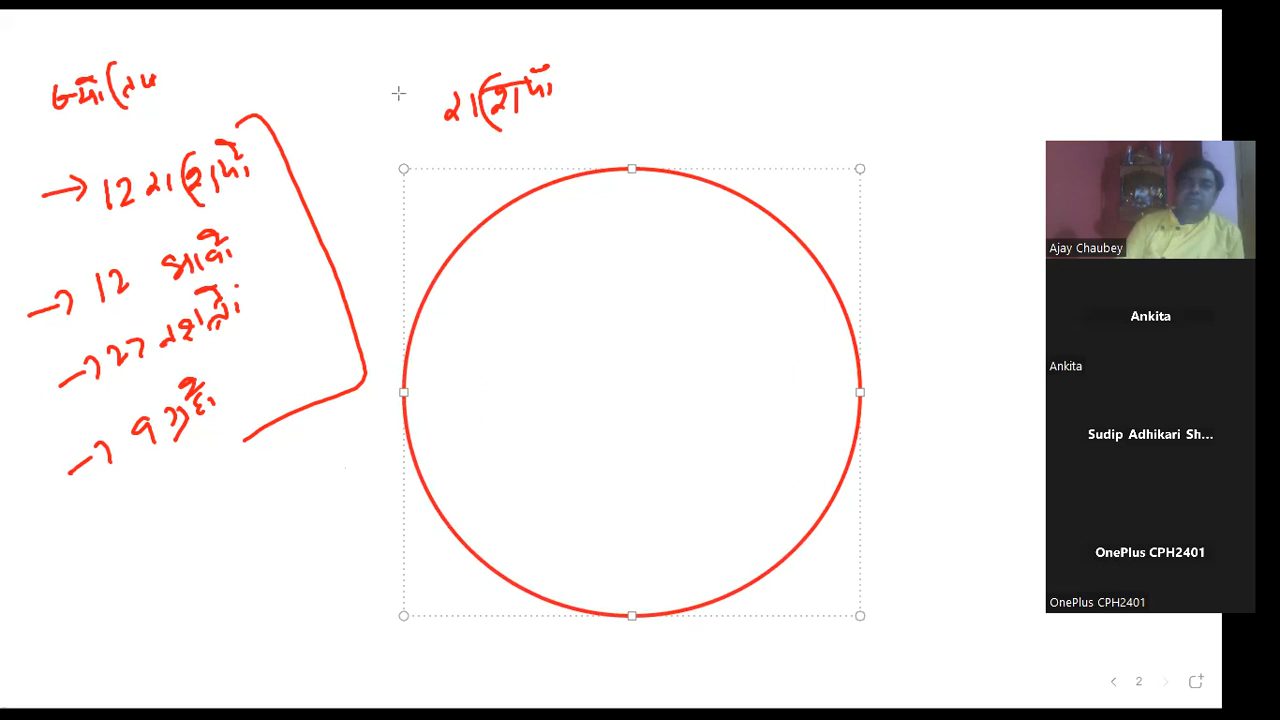 ज्योतिष
→ 12 राशियाँ
→ 12 भावों
→ 27 नक्षत्रों
→ 9 ग्रहों
राशियाँ
Ajay Chaubey
Ankita
Ankita
Sudip Adhikari Sh...
OnePlus CPH2401
OnePlus CPH2401
2